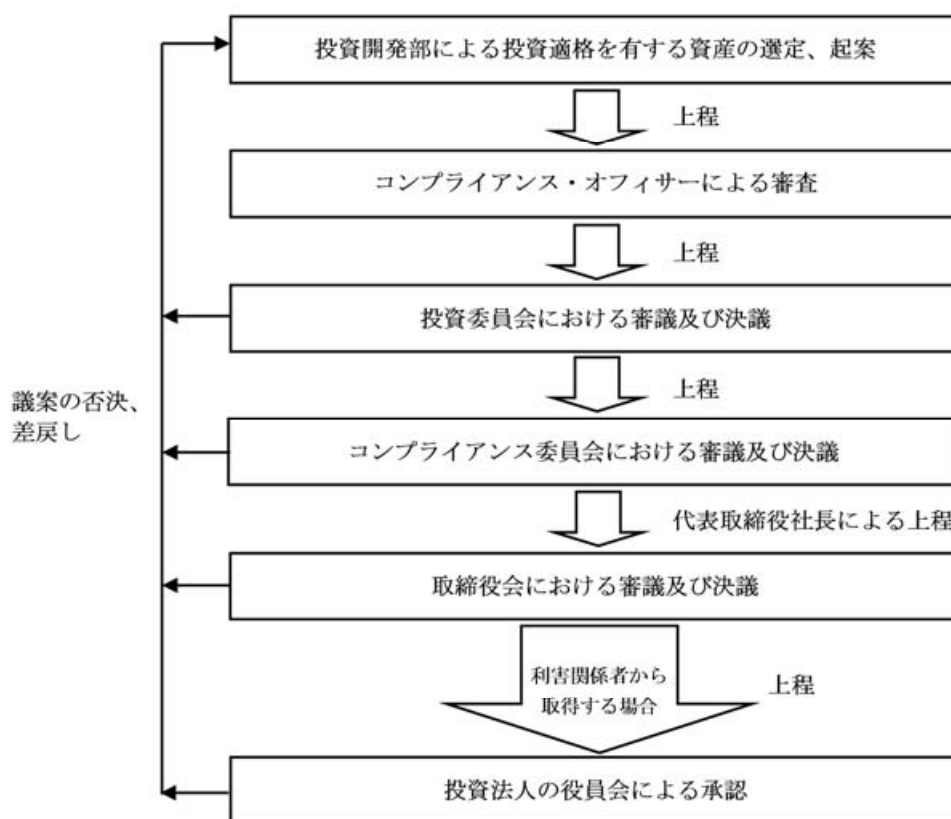 投資開発部による投資適格を有する資産の選定、起案
上程
コンプライアンス・オフィサーによる審査
上程
投資委員会における審議及び決議
上程
議案の否決、
差戻し
コンプライアンス委員会における審議及び決議
代表取締役社長による上程
取締役会における審議及び決議
利害関係者から
取得する場合
上程
投資法人の役員会による承認